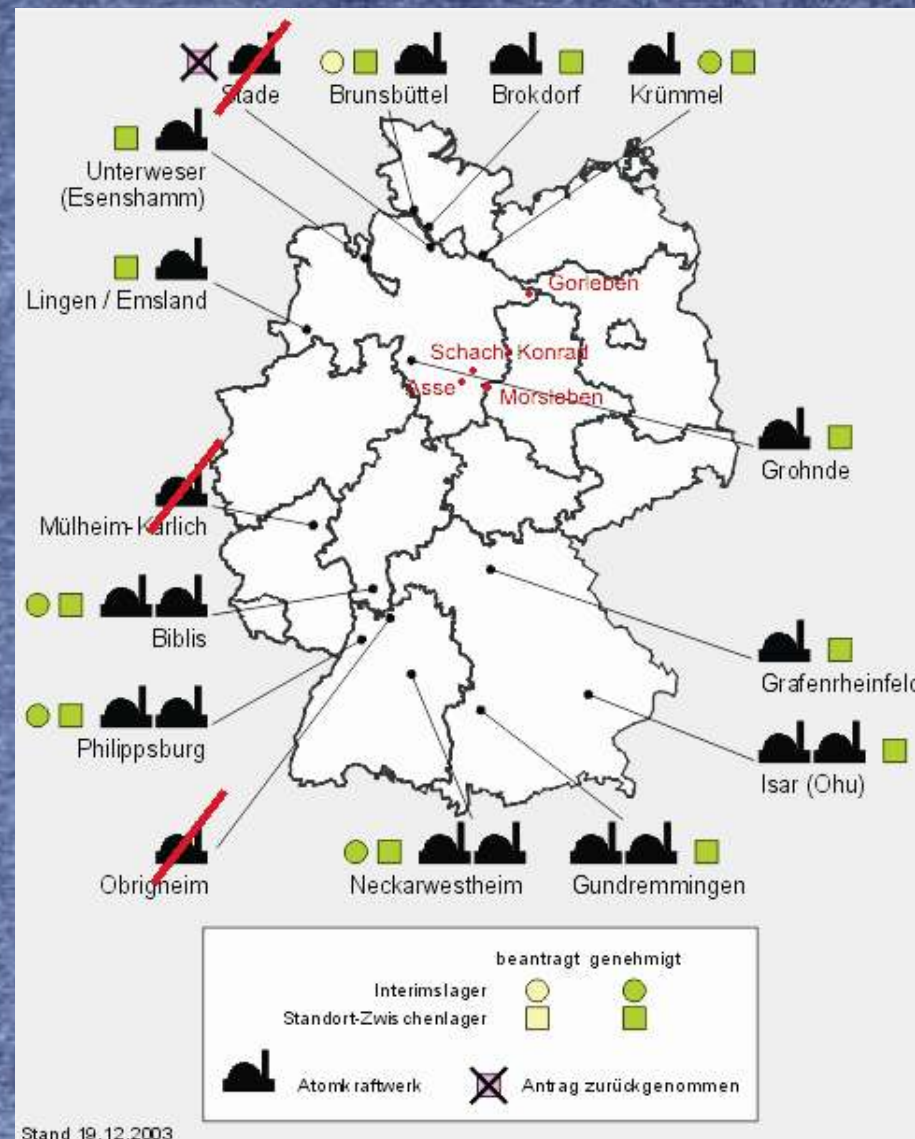 Stade
Brunsbüttel
Brokdorf
Krümmel
Unterweser
(Esenshamm)
Lingen / Emsland
Gorleben
Schacht Konrad
Asse
Morsleben
Grohnde
Mülheim-Kärlich
Biblis
Grafenrheinfeld
Philippsburg
Isar (Ohu)
Obrigheim
Neckarwestheim
Gundremmingen
beantragt genehmigt
Interimslager
Standort-Zwischenlager
Atomkraftwerk
Antrag zurückgenommen
Stand 19.12.2003